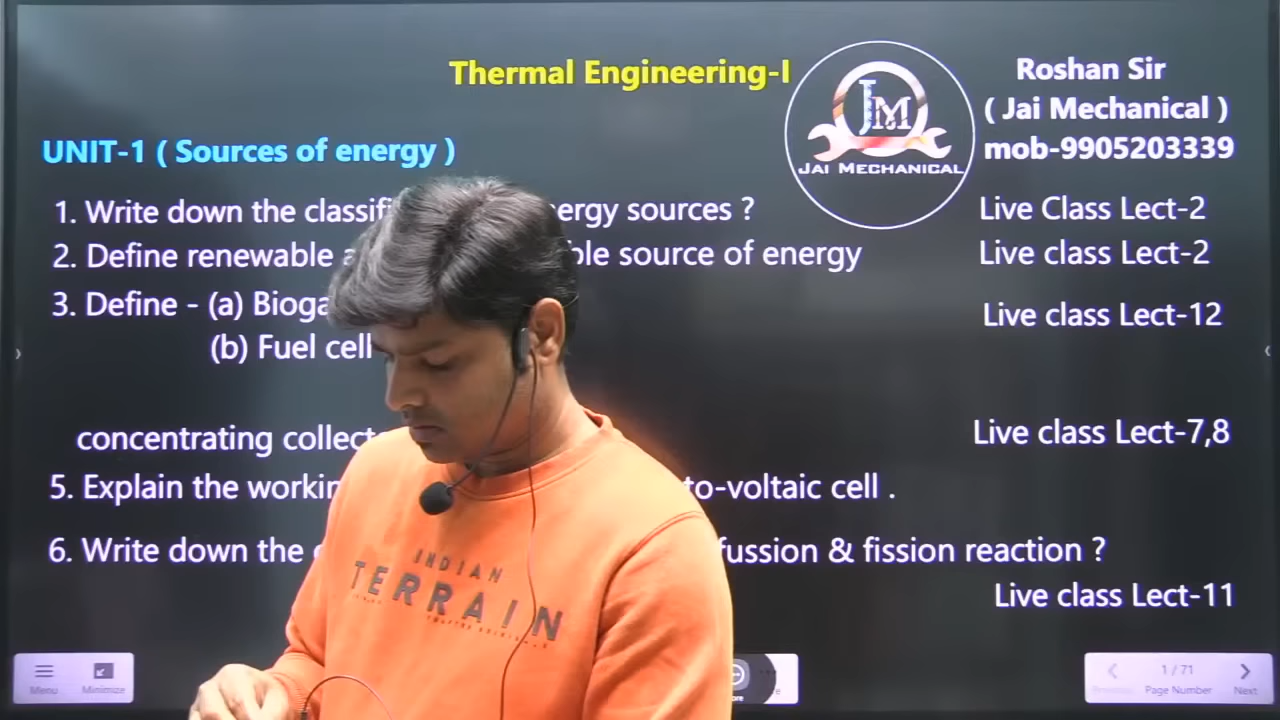 Thermal Engineering-I
Roshan Sir
( Jai Mechanical )
mob-9905203339
JM
JAI MECHANICAL
UNIT-1 ( Sources of energy )
1. Write down the classifi ergy sources ? Live Class Lect-2
2. Define renewable a ble source of energy Live class Lect-2
3. Define - (a) Bioga Live class Lect-12
(b) Fuel cell
concentrating collect Live class Lect-7,8
5. Explain the workin to-voltaic cell .
6. Write down the fussion & fission reaction ?
Live class Lect-11
INDIAN
TERRAIN
Menu Minimize
1 / 71
Page Number Next